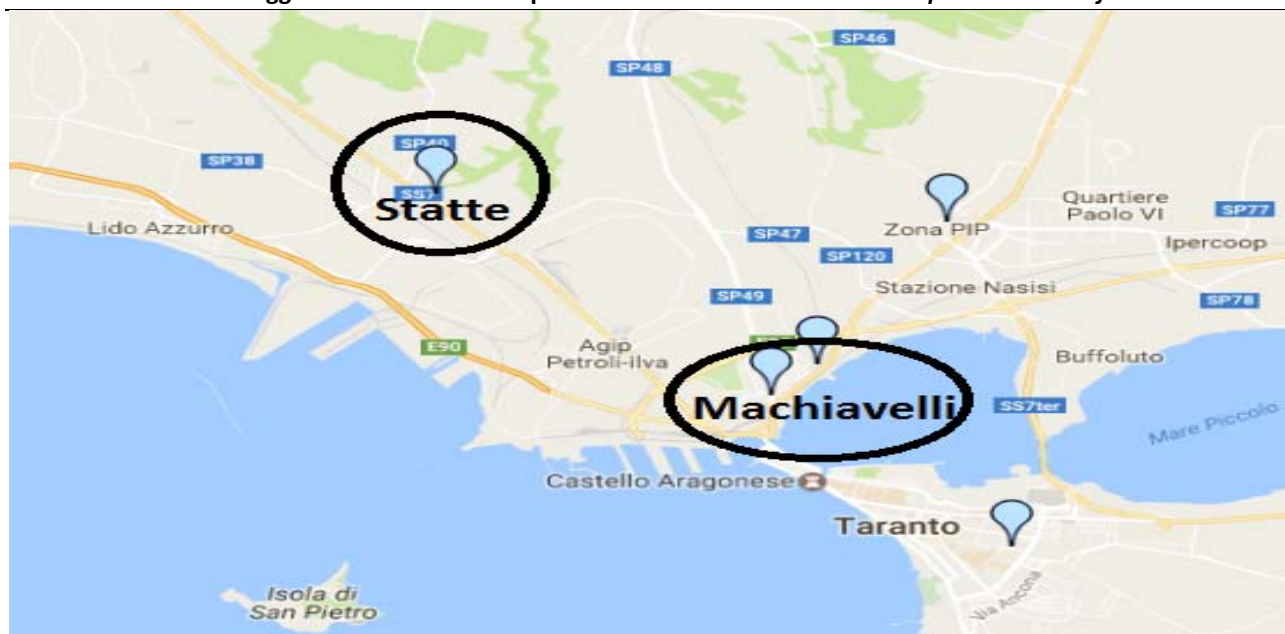 SP46
SP48
SP40
SP38
SS7
Statte
Quartiere
Paolo VI
SP77
Lido Azzurro
Zona PIP
SP47
Ipercoop
SP120
Stazione Nasisi
SP49
SP78
E90
Agip
Petroli-ilva
Buffoluto
Machiavelli
SS7ter
Mare Piccolo
Castello Aragonese
Taranto
Isola di
San Pietro
Via Ancona